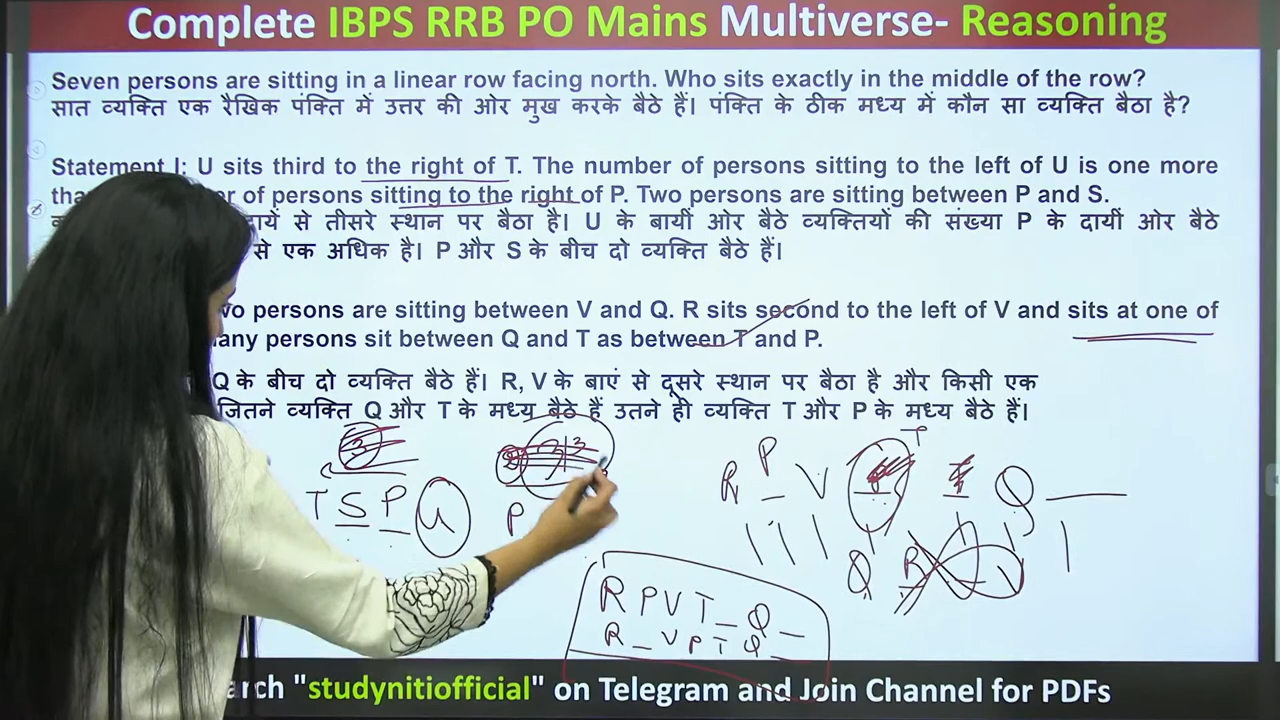 Complete IBPS RRB PO Mains Multiverse- Reasoning
Seven persons are sitting in a linear row facing north. Who sits exactly in the middle of the row?
सात व्यक्ति एक रैखिक पंक्ति में उत्तर की ओर मुख करके बैठे हैं। पंक्ति के ठीक मध्य में कौन सा व्यक्ति बैठा है?
Statement I: U sits third to the right of T. The number of persons sitting to the left of U is one more
of persons sitting to the right of P. Two persons are sitting between P and S.
से तीसरे स्थान पर बैठा है। U के बायीं ओर बैठे व्यक्तियों की संख्या P के दायीं ओर बैठे
से एक अधिक है। P और S के बीच दो व्यक्ति बैठे हैं।
persons are sitting between V and Q. R sits second to the left of V and sits at one of
persons sit between Q and T as between T and P.
Q के बीच दो व्यक्ति बैठे हैं। R, V के बाएं से दूसरे स्थान पर बैठा है और किसी एक
जितने व्यक्ति Q और T के मध्य बैठे हैं उतने ही व्यक्ति T और P के मध्य बैठे हैं।
T S P U P
R P V T Q
Q R V
R P V T _ Q _
R _ V P T Q _
"studynitiofficial" on Telegram and Join Channel for PDFs